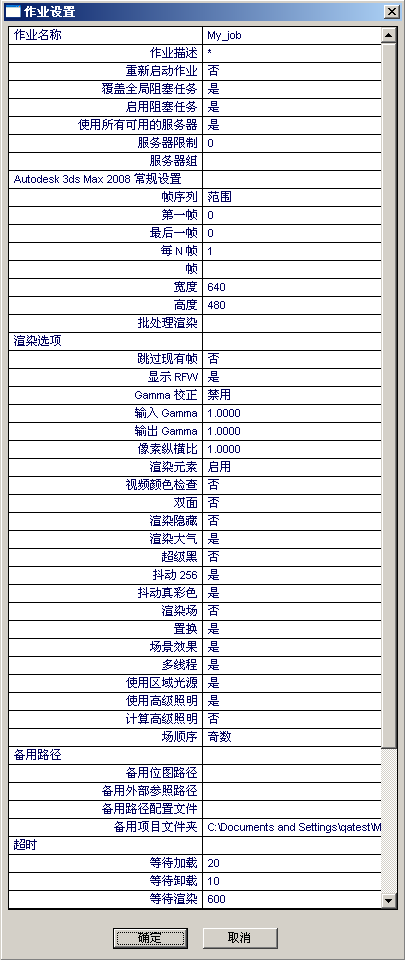 作业设置
作业名称 My_job
作业描述 *
重新启动作业 否
覆盖全局阻塞任务 是
启用阻塞任务 是
使用所有可用的服务器 是
服务器限制 0
服务器组
Autodesk 3ds Max 2008 常规设置
帧序列 范围
第一帧 0
最后一帧 0
每 N 帧 1
帧
宽度 640
高度 480
批处理渲染
渲染选项
跳过现有帧 否
显示 RFW 是
Gamma 校正 禁用
输入 Gamma 1.0000
输出 Gamma 1.0000
像素纵横比 1.0000
渲染元素 启用
视频颜色检查 否
双面 否
渲染隐藏 否
渲染大气 是
超级黑 否
抖动 256 是
抖动真彩色 是
渲染场 否
置换 是
场景效果 是
多线程 是
使用区域光源 是
使用高级照明 是
计算高级照明 否
场顺序 奇数
备用路径
备用位图路径
备用外部参照路径
备用路径配置文件
备用项目文件夹 C:\Documents and Settings\qatest\M
超时
等待加载 20
等待卸载 10
等待渲染 600
确定 取消